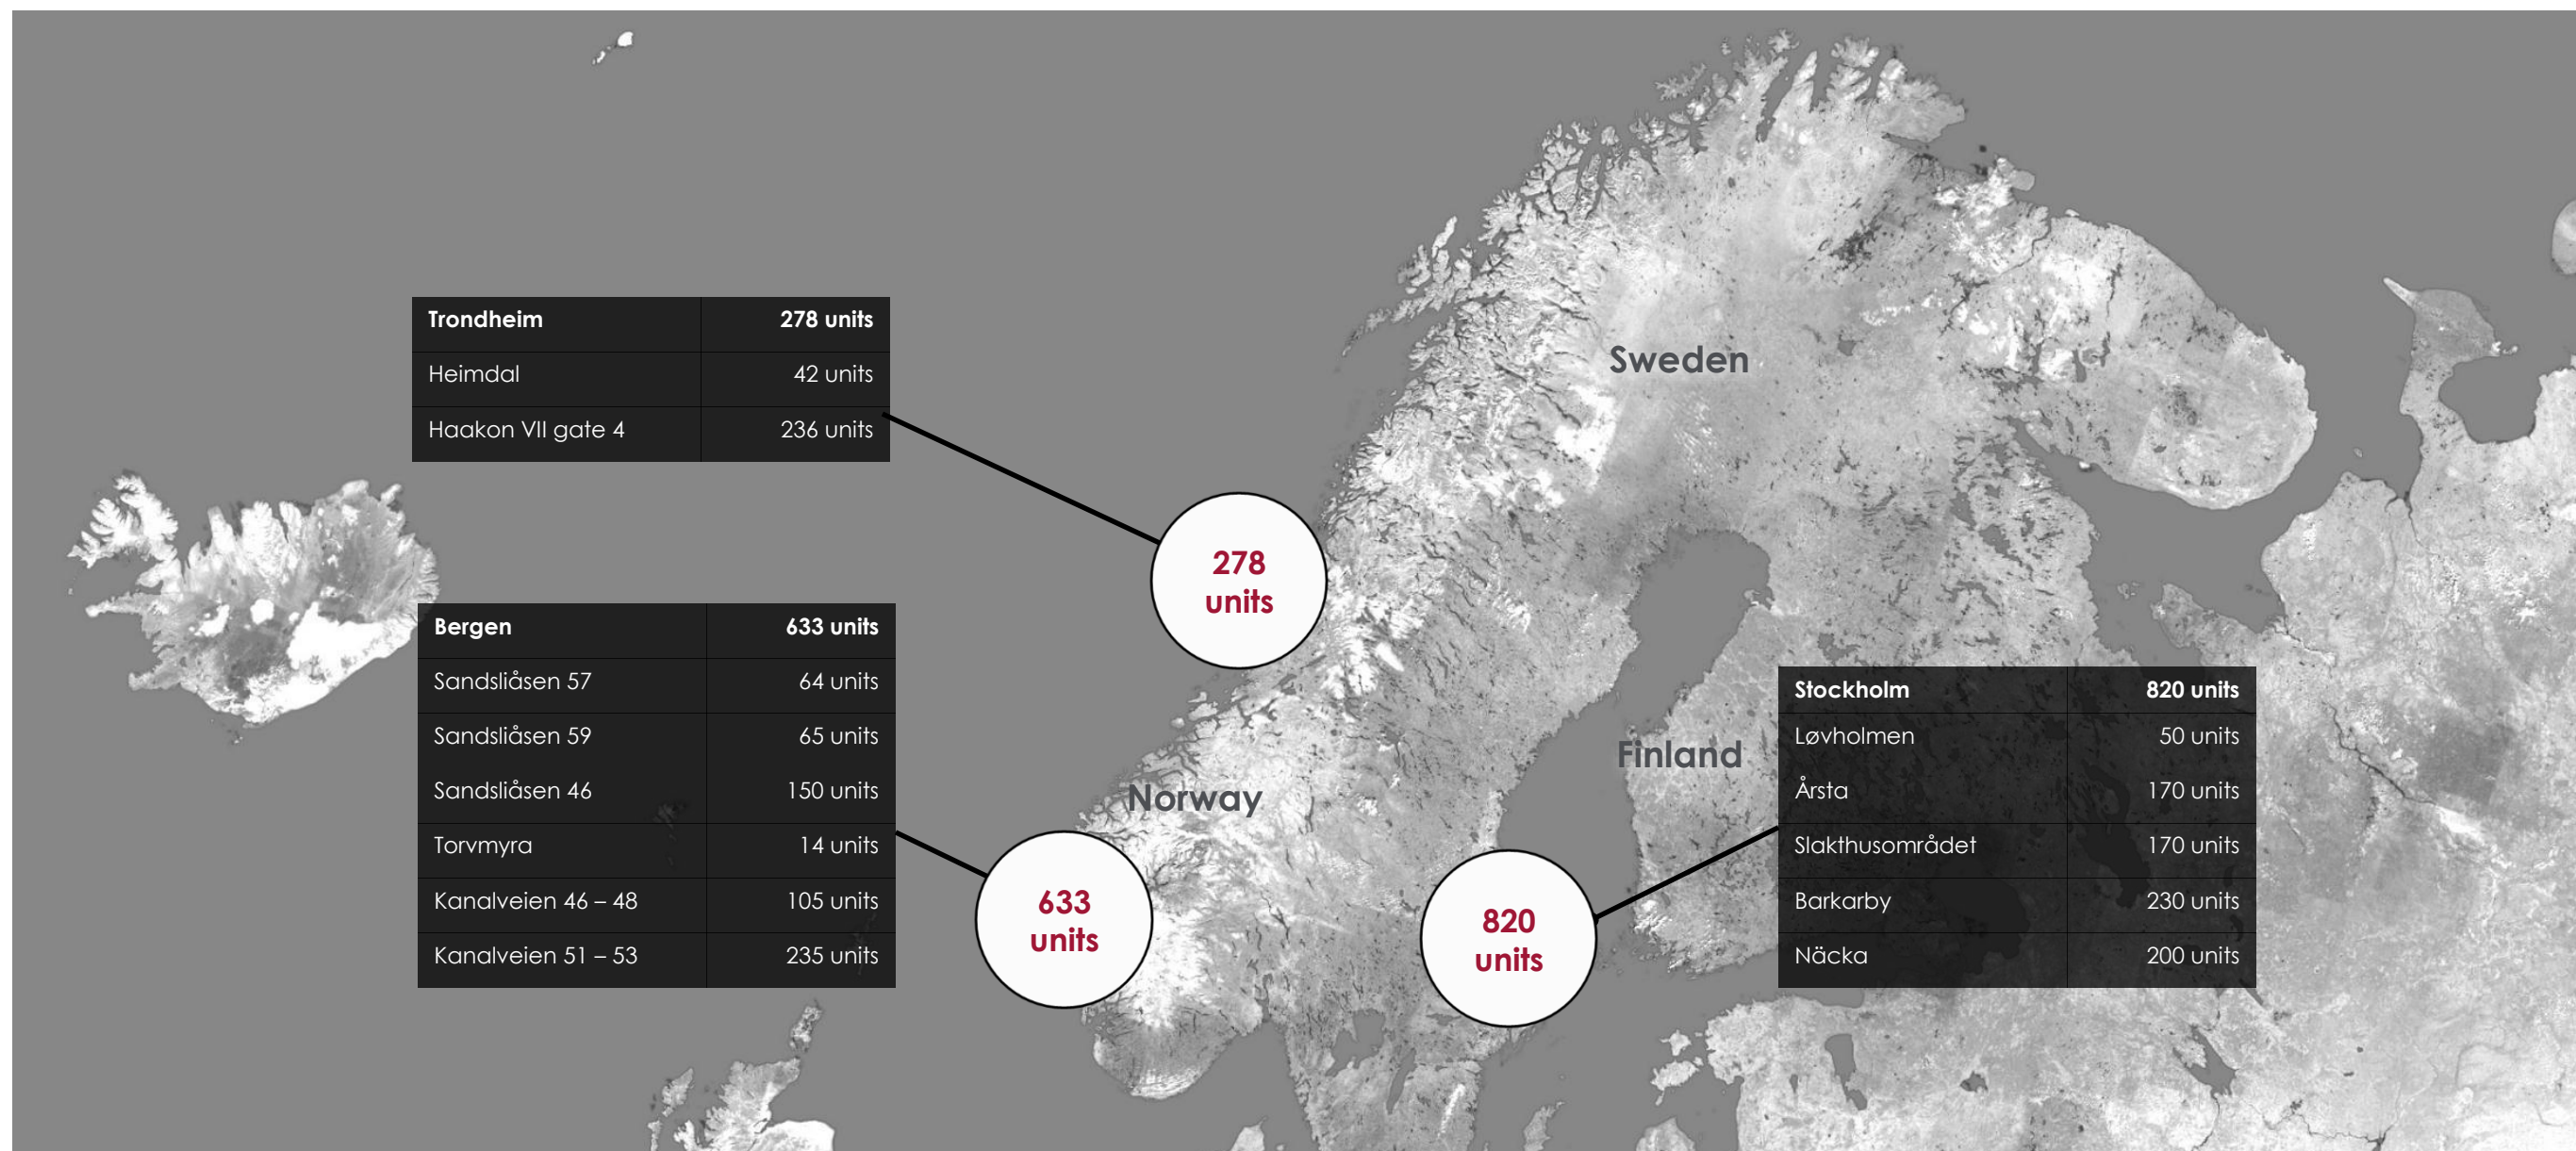 Sweden
Trondheim 278 units
Heimdal 42 units
Haakon VII gate 4 236 units
278
units
Bergen 633 units
Sandsliåsen 57 64 units
Sandsliåsen 59 65 units
Sandsliåsen 46 150 units
Torvmyra 14 units
Kanalveien 46 – 48 105 units
Kanalveien 51 – 53 235 units
Norway
633
units
Finland
Stockholm 820 units
Løvholmen 50 units
Årsta 170 units
Slakthusområdet 170 units
Barkarby 230 units
Näcka 200 units
820
units